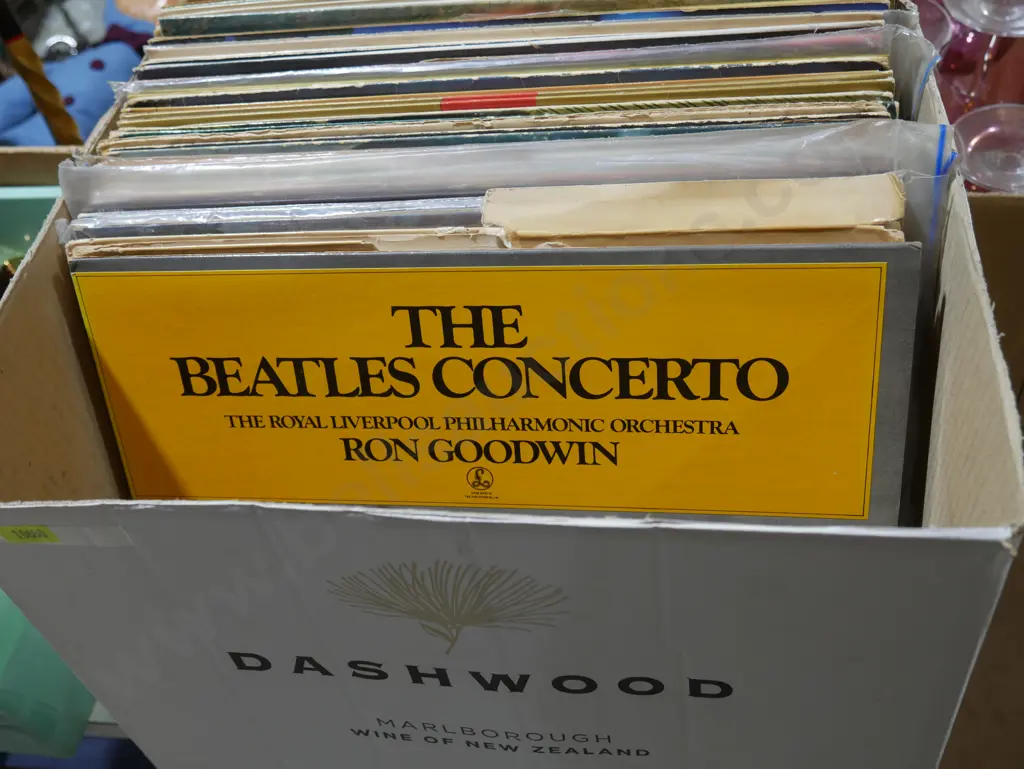 THE
BEATLES CONCERTO
THE ROYAL LIVERPOOL PHILHARMONIC ORCHESTRA
RON GOODWIN
DASHWOOD
MARLBOROUGH
WINE OF NEW ZEALAND